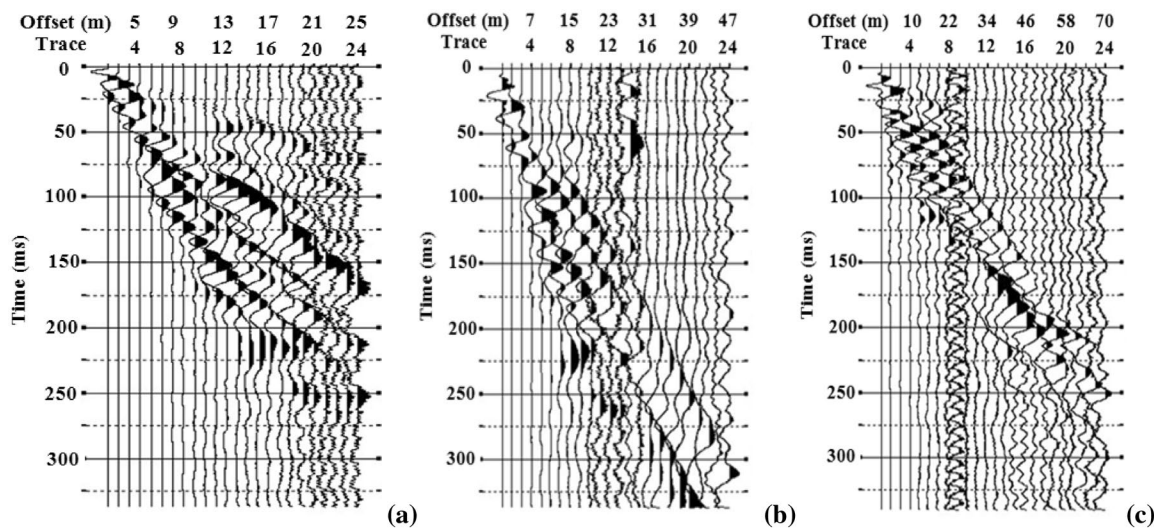 Offset (m) 5 9 13 17 21 25
Trace 4 8 12 16 20 24
0
50
100
150
200
250
300
Time (ms)
(a)
Offset (m) 7 15 23 31 39 47
Trace 4 8 12 16 20 24
0
50
100
150
200
250
300
Time (ms)
(b)
Offset (m) 10 22 34 46 58 70
Trace 4 8 12 16 20 24
0
50
100
150
200
250
300
Time (ms)
(c)